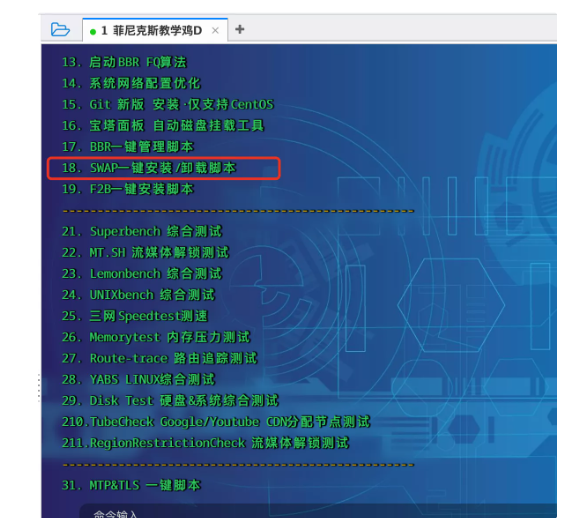 1 菲尼克斯教学鸡D × +
13. 启动BBR FQ算法
14. 系统网络配置优化
15. Git 新版 安装·仅支持CentOS
16. 宝塔面板 自动磁盘挂载工具
17. BBR一键管理脚本
18. SWAP一键安装/卸载脚本
19. F2B一键安装脚本
--------------------------------------------------
21. Superbench 综合测试
22. MT.SH 流媒体解锁测试
23. Lemonbench 综合测试
24. UNIXbench 综合测试
25. 三网Speedtest测速
26. Memorytest 内存压力测试
27. Route-trace 路由追踪测试
28. YABS LINUX综合测试
29. Disk Test 硬盘&系统综合测试
210.TubeCheck Google/Youtube CDN分配节点测试
211.RegionRestrictionCheck 流媒体解锁测试
--------------------------------------------------
31. MTP&TLS 一键脚本
命令输入